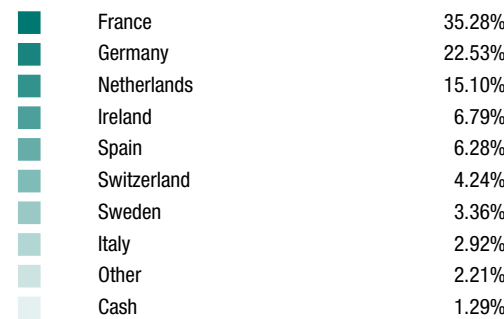 France 35.28%
Germany 22.53%
Netherlands 15.10%
Ireland 6.79%
Spain 6.28%
Switzerland 4.24%
Sweden 3.36%
Italy 2.92%
Other 2.21%
Cash 1.29%